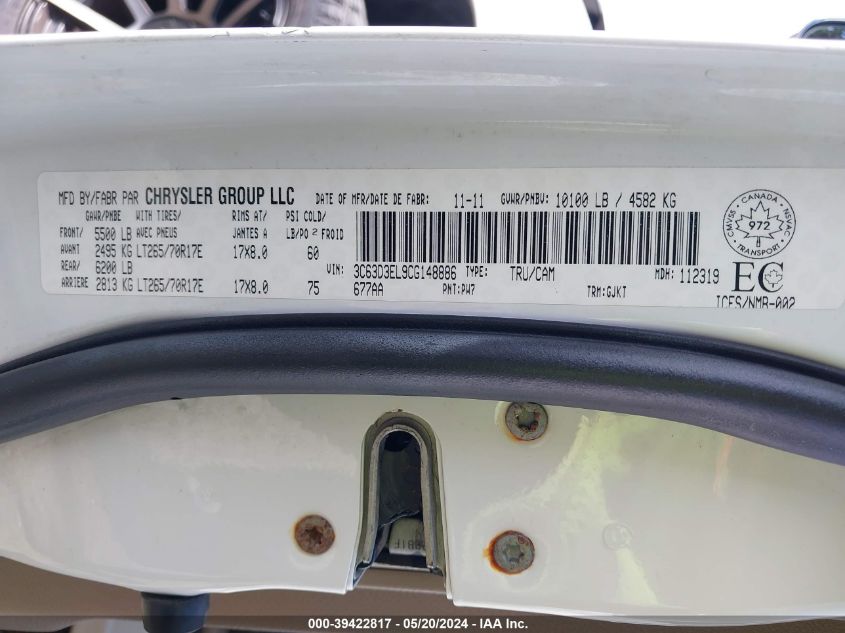 MFD BY/FABR PAR CHRYSLER GROUP LLC DATE OF MFR/DATE DE FABR: 11-11 GVWR/PNBV: 10100 LB / 4582 KG
GAWR/PNBE WITH TIRES/ RIMS AT/ PSI COLD/
FRONT/ 5500 LB AVEC PNEUS JANTES A LB/PO 2 FROID
AVANT 2495 KG LT265/70R17E 17X8.0 60
REAR/ 6200 LB
ARRIERE 2813 KG LT265/70R17E 17X8.0 75
VIN: 3C63D3EL9CG148886 TYPE: TRU/CAM MDH: 112319
677AA PNT:PW7 TRM:GJKT
CANADA
CMVSS 972 NSVAC
TRANSPORT
EC
ICES/NMB-002
000-39422817 - 05/20/2024 - IAA Inc.